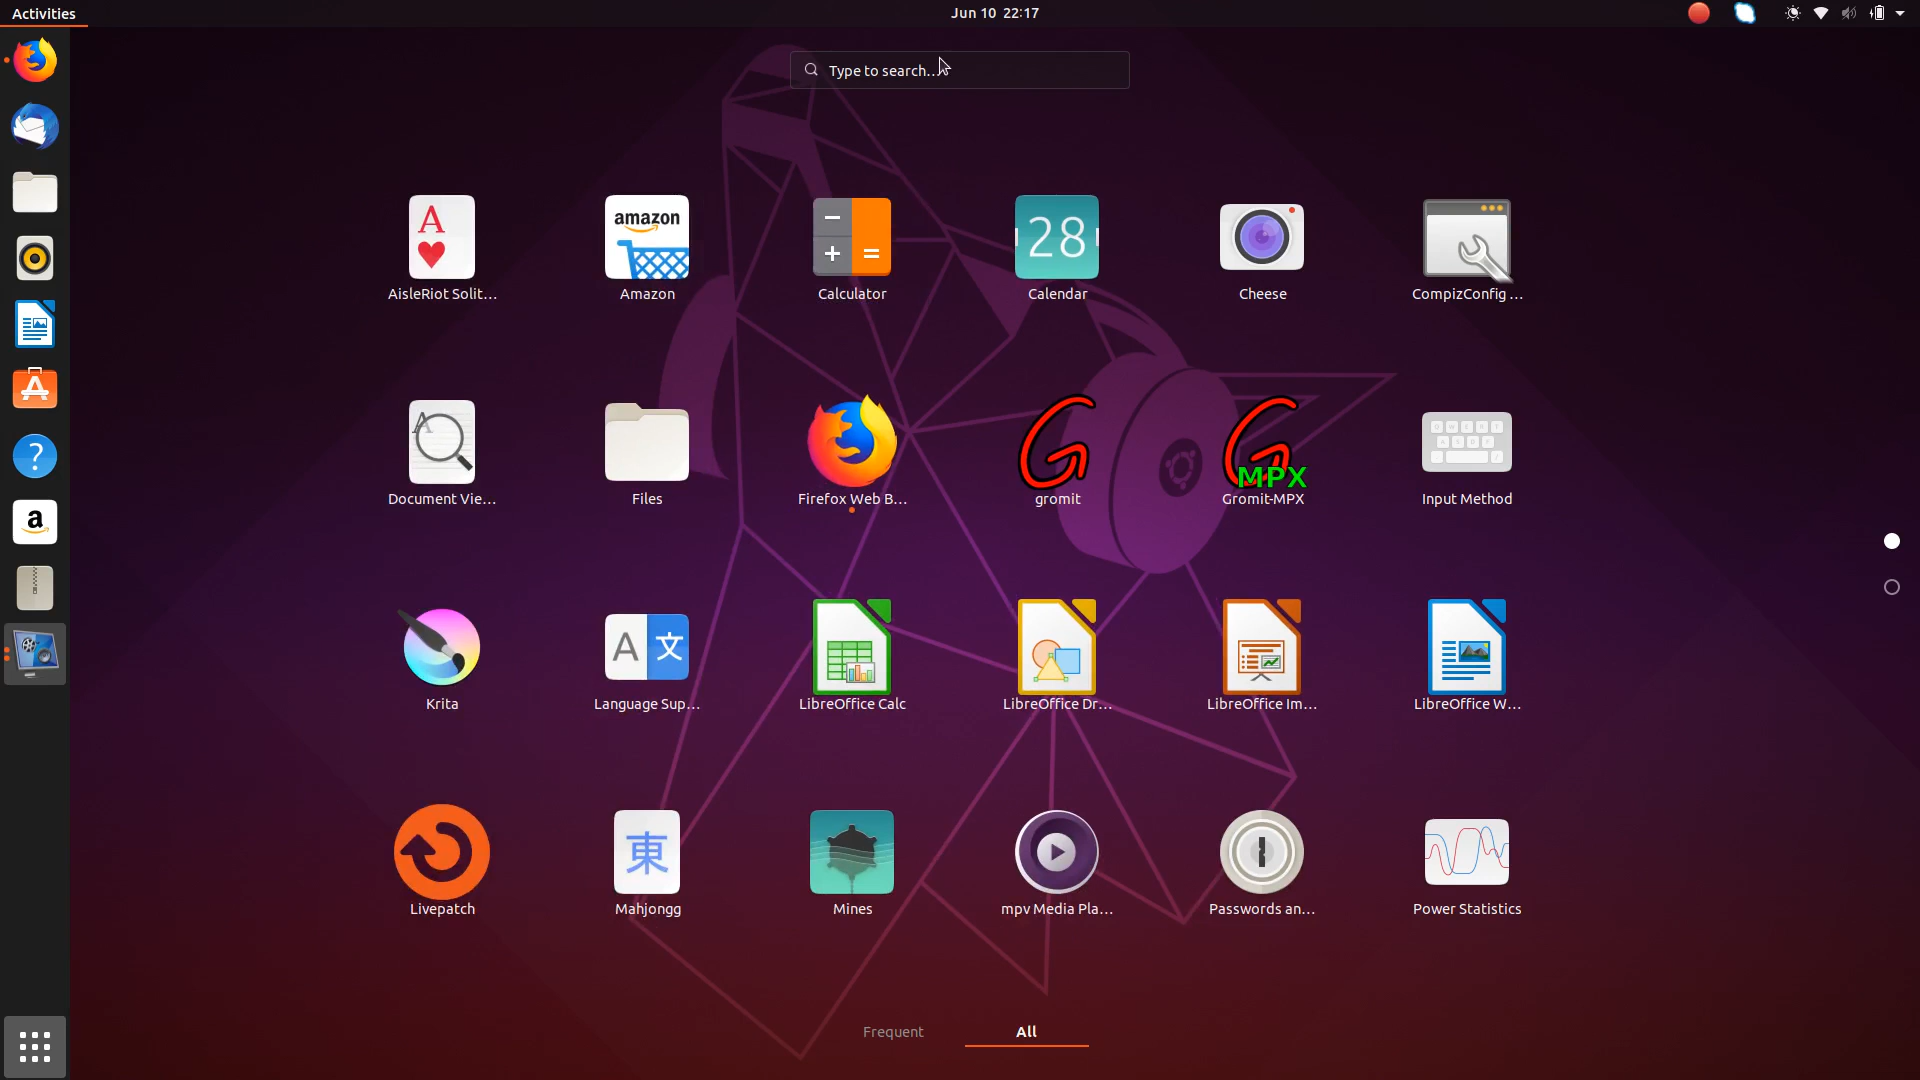 Activities
Jun 10 22:17
Type to search...
A
amazon
28
AisleRiot Solit...
Amazon
Calculator
Calendar
Cheese
CompizConfig ...
A
G
G
MPX
Document Vie...
Files
Firefox Web B...
gromit
Gromit-MPX
Input Method
A 文
Krita
Language Sup...
LibreOffice Calc
LibreOffice Dr...
LibreOffice Im...
LibreOffice W...
東
Livepatch
Mahjongg
Mines
mpv Media Pla...
Passwords an...
Power Statistics
Frequent
All
?
a